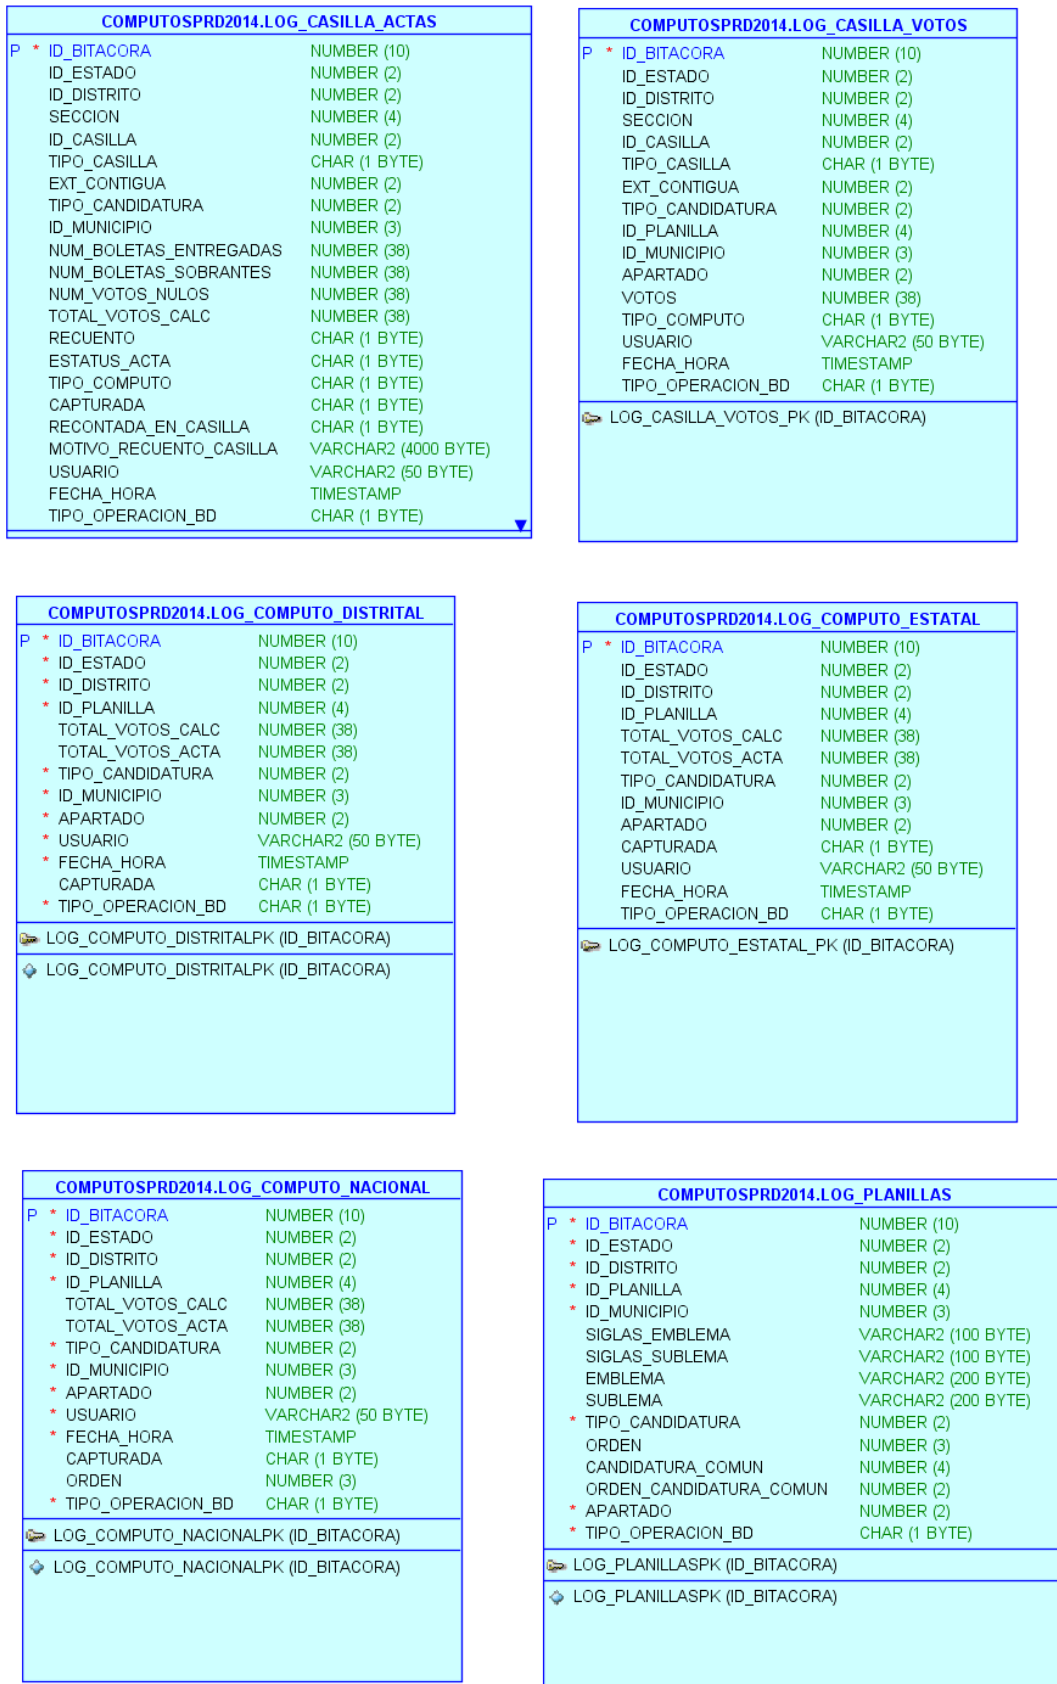 COMPUTOSPRD2014.LOG_CASILLA_ACTAS
P * ID_BITACORA NUMBER (10)
ID_ESTADO NUMBER (2)
ID_DISTRITO NUMBER (2)
SECCION NUMBER (4)
ID_CASILLA NUMBER (2)
TIPO_CASILLA CHAR (1 BYTE)
EXT_CONTIGUA NUMBER (2)
TIPO_CANDIDATURA NUMBER (2)
ID_MUNICIPIO NUMBER (3)
NUM_BOLETAS_ENTREGADAS NUMBER (38)
NUM_BOLETAS_SOBRANTES NUMBER (38)
NUM_VOTOS_NULOS NUMBER (38)
TOTAL_VOTOS_CALC NUMBER (38)
RECUENTO CHAR (1 BYTE)
ESTATUS_ACTA CHAR (1 BYTE)
TIPO_COMPUTO CHAR (1 BYTE)
CAPTURADA CHAR (1 BYTE)
RECONTADA_EN_CASILLA CHAR (1 BYTE)
MOTIVO_RECUENTO_CASILLA VARCHAR2 (4000 BYTE)
USUARIO VARCHAR2 (50 BYTE)
FECHA_HORA TIMESTAMP
TIPO_OPERACION_BD CHAR (1 BYTE)
COMPUTOSPRD2014.LOG_CASILLA_VOTOS
P * ID_BITACORA NUMBER (10)
ID_ESTADO NUMBER (2)
ID_DISTRITO NUMBER (2)
SECCION NUMBER (4)
ID_CASILLA NUMBER (2)
TIPO_CASILLA CHAR (1 BYTE)
EXT_CONTIGUA NUMBER (2)
TIPO_CANDIDATURA NUMBER (2)
ID_PLANILLA NUMBER (4)
ID_MUNICIPIO NUMBER (3)
APARTADO NUMBER (2)
VOTOS NUMBER (38)
TIPO_COMPUTO CHAR (1 BYTE)
USUARIO VARCHAR2 (50 BYTE)
FECHA_HORA TIMESTAMP
TIPO_OPERACION_BD CHAR (1 BYTE)
LOG_CASILLA_VOTOS_PK (ID_BITACORA)
COMPUTOSPRD2014.LOG_COMPUTO_DISTRITAL
P * ID_BITACORA NUMBER (10)
* ID_ESTADO NUMBER (2)
* ID_DISTRITO NUMBER (2)
* ID_PLANILLA NUMBER (4)
TOTAL_VOTOS_CALC NUMBER (38)
TOTAL_VOTOS_ACTA NUMBER (38)
* TIPO_CANDIDATURA NUMBER (2)
* ID_MUNICIPIO NUMBER (3)
* APARTADO NUMBER (2)
* USUARIO VARCHAR2 (50 BYTE)
* FECHA_HORA TIMESTAMP
CAPTURADA CHAR (1 BYTE)
* TIPO_OPERACION_BD CHAR (1 BYTE)
LOG_COMPUTO_DISTRITALPK (ID_BITACORA)
LOG_COMPUTO_DISTRITALPK (ID_BITACORA)
COMPUTOSPRD2014.LOG_COMPUTO_ESTATAL
P * ID_BITACORA NUMBER (10)
ID_ESTADO NUMBER (2)
ID_DISTRITO NUMBER (2)
ID_PLANILLA NUMBER (4)
TOTAL_VOTOS_CALC NUMBER (38)
TOTAL_VOTOS_ACTA NUMBER (38)
TIPO_CANDIDATURA NUMBER (2)
ID_MUNICIPIO NUMBER (3)
APARTADO NUMBER (2)
CAPTURADA CHAR (1 BYTE)
USUARIO VARCHAR2 (50 BYTE)
FECHA_HORA TIMESTAMP
TIPO_OPERACION_BD CHAR (1 BYTE)
LOG_COMPUTO_ESTATAL_PK (ID_BITACORA)
COMPUTOSPRD2014.LOG_COMPUTO_NACIONAL
P * ID_BITACORA NUMBER (10)
* ID_ESTADO NUMBER (2)
* ID_DISTRITO NUMBER (2)
* ID_PLANILLA NUMBER (4)
TOTAL_VOTOS_CALC NUMBER (38)
TOTAL_VOTOS_ACTA NUMBER (38)
* TIPO_CANDIDATURA NUMBER (2)
* ID_MUNICIPIO NUMBER (3)
* APARTADO NUMBER (2)
* USUARIO VARCHAR2 (50 BYTE)
* FECHA_HORA TIMESTAMP
CAPTURADA CHAR (1 BYTE)
ORDEN NUMBER (3)
* TIPO_OPERACION_BD CHAR (1 BYTE)
LOG_COMPUTO_NACIONALPK (ID_BITACORA)
LOG_COMPUTO_NACIONALPK (ID_BITACORA)
COMPUTOSPRD2014.LOG_PLANILLAS
P * ID_BITACORA NUMBER (10)
* ID_ESTADO NUMBER (2)
* ID_DISTRITO NUMBER (2)
* ID_PLANILLA NUMBER (4)
* ID_MUNICIPIO NUMBER (3)
SIGLAS_EMBLEMA VARCHAR2 (100 BYTE)
SIGLAS_SUBLEMA VARCHAR2 (100 BYTE)
EMBLEMA VARCHAR2 (200 BYTE)
SUBLEMA VARCHAR2 (200 BYTE)
* TIPO_CANDIDATURA NUMBER (2)
ORDEN NUMBER (3)
CANDIDATURA_COMUN NUMBER (4)
ORDEN_CANDIDATURA_COMUN NUMBER (2)
* APARTADO NUMBER (2)
* TIPO_OPERACION_BD CHAR (1 BYTE)
LOG_PLANILLASPK (ID_BITACORA)
LOG_PLANILLASPK (ID_BITACORA)